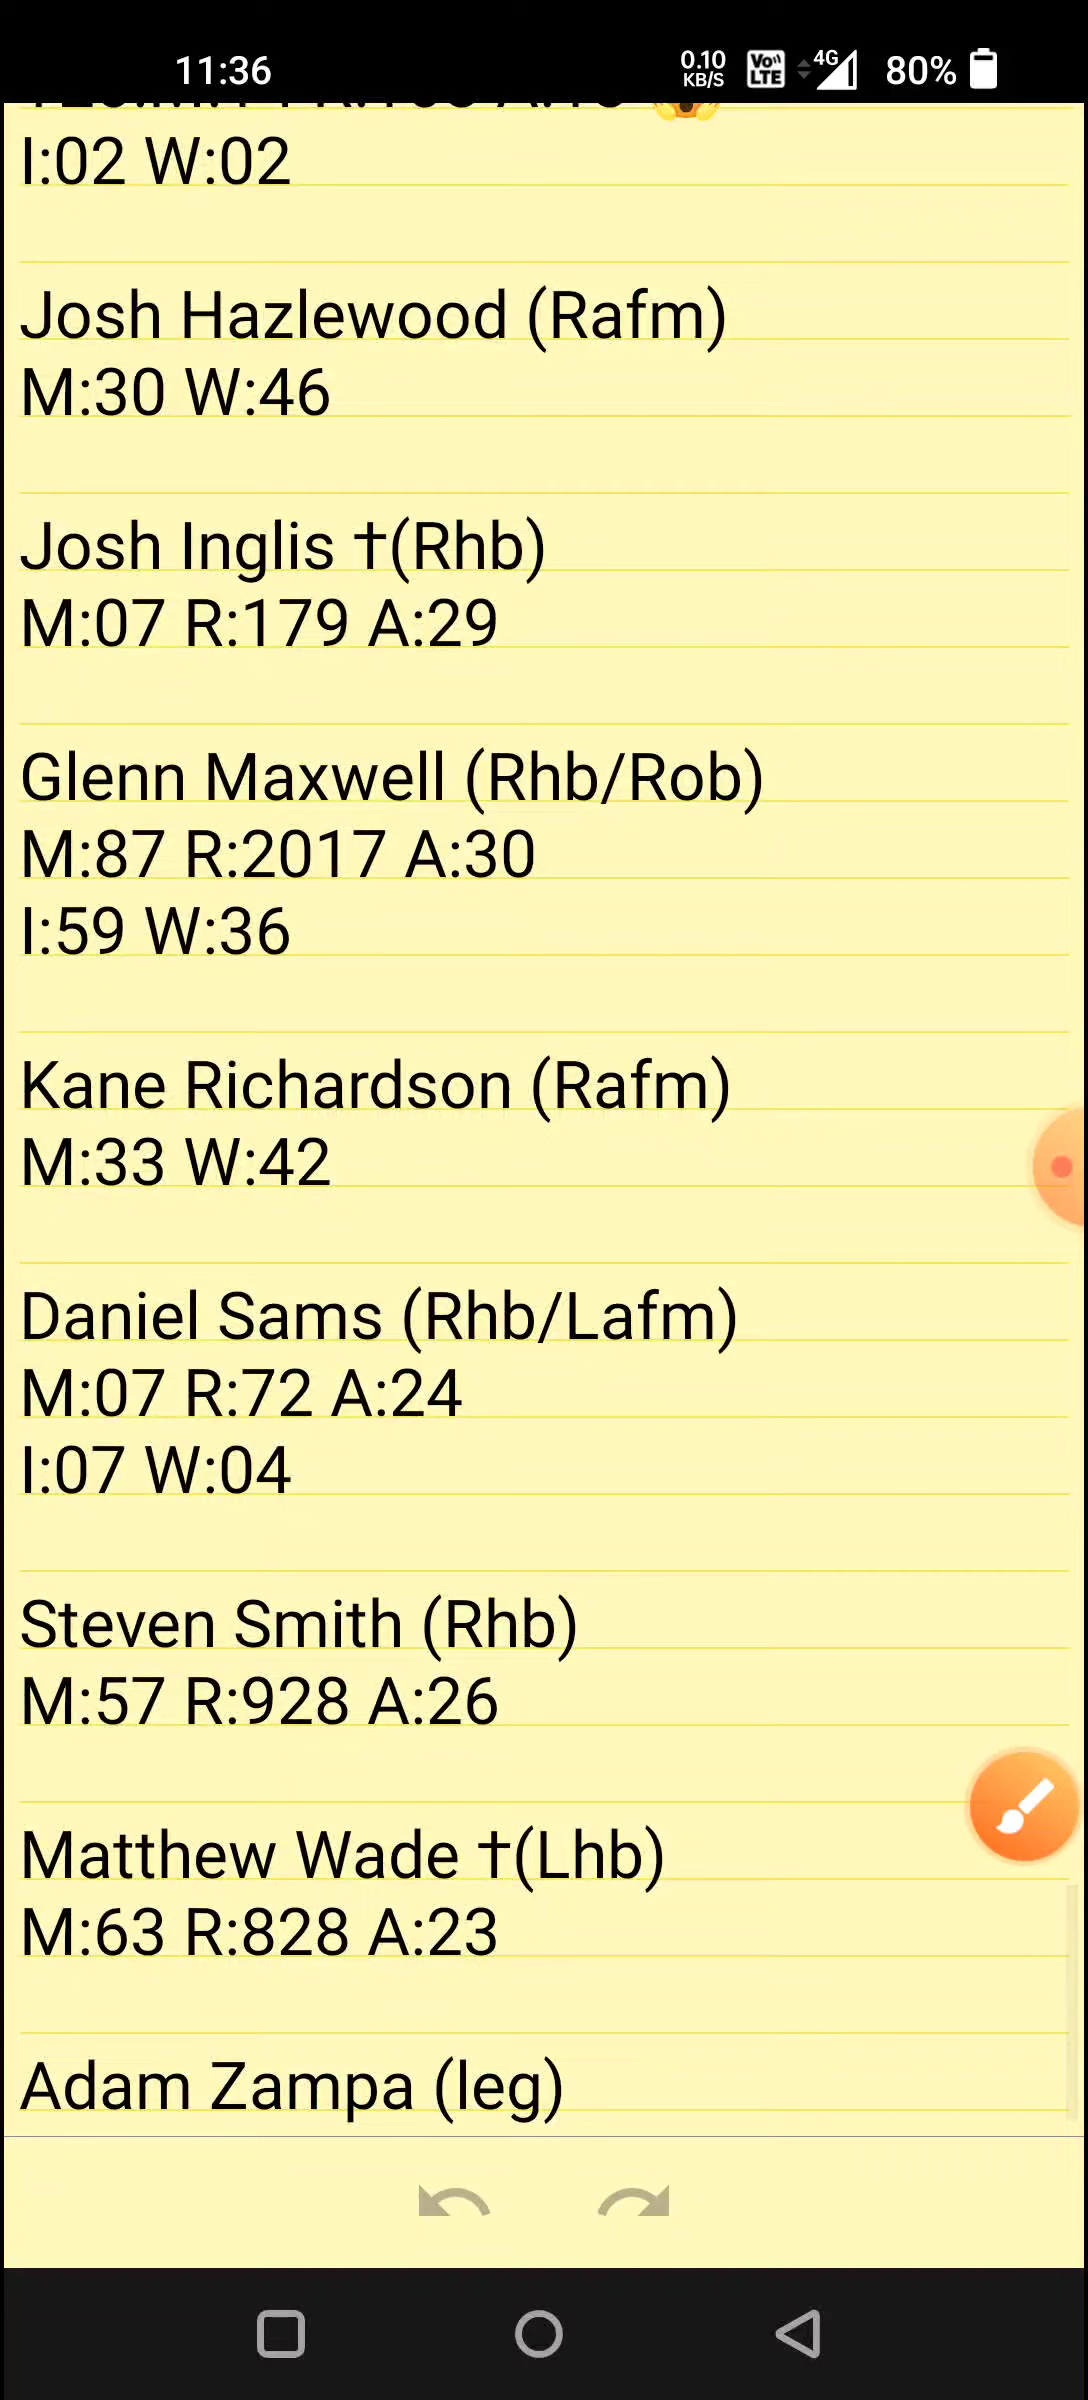 11:36 0.10 KB/S Vo LTE 4G 80%
I:02 W:02
Josh Hazlewood (Rafm)
M:30 W:46
Josh Inglis †(Rhb)
M:07 R:179 A:29
Glenn Maxwell (Rhb/Rob)
M:87 R:2017 A:30
I:59 W:36
Kane Richardson (Rafm)
M:33 W:42
Daniel Sams (Rhb/Lafm)
M:07 R:72 A:24
I:07 W:04
Steven Smith (Rhb)
M:57 R:928 A:26
Matthew Wade †(Lhb)
M:63 R:828 A:23
Adam Zampa (leg)